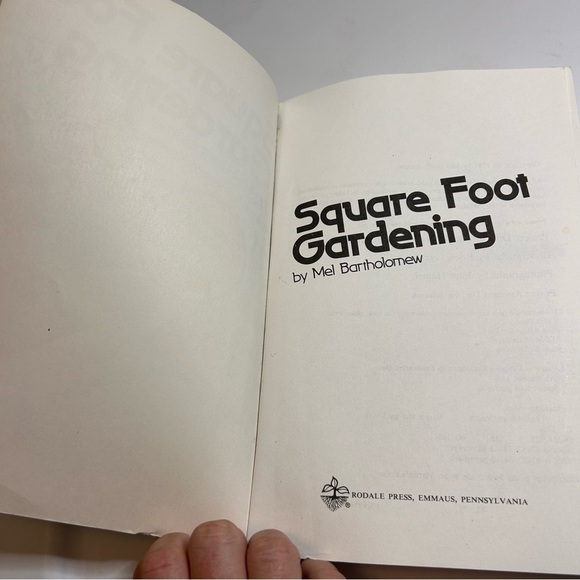 Square Foot
Gardening
by Mel Bartholomew
RODALE PRESS, EMMAUS, PENNSYLVANIA
®